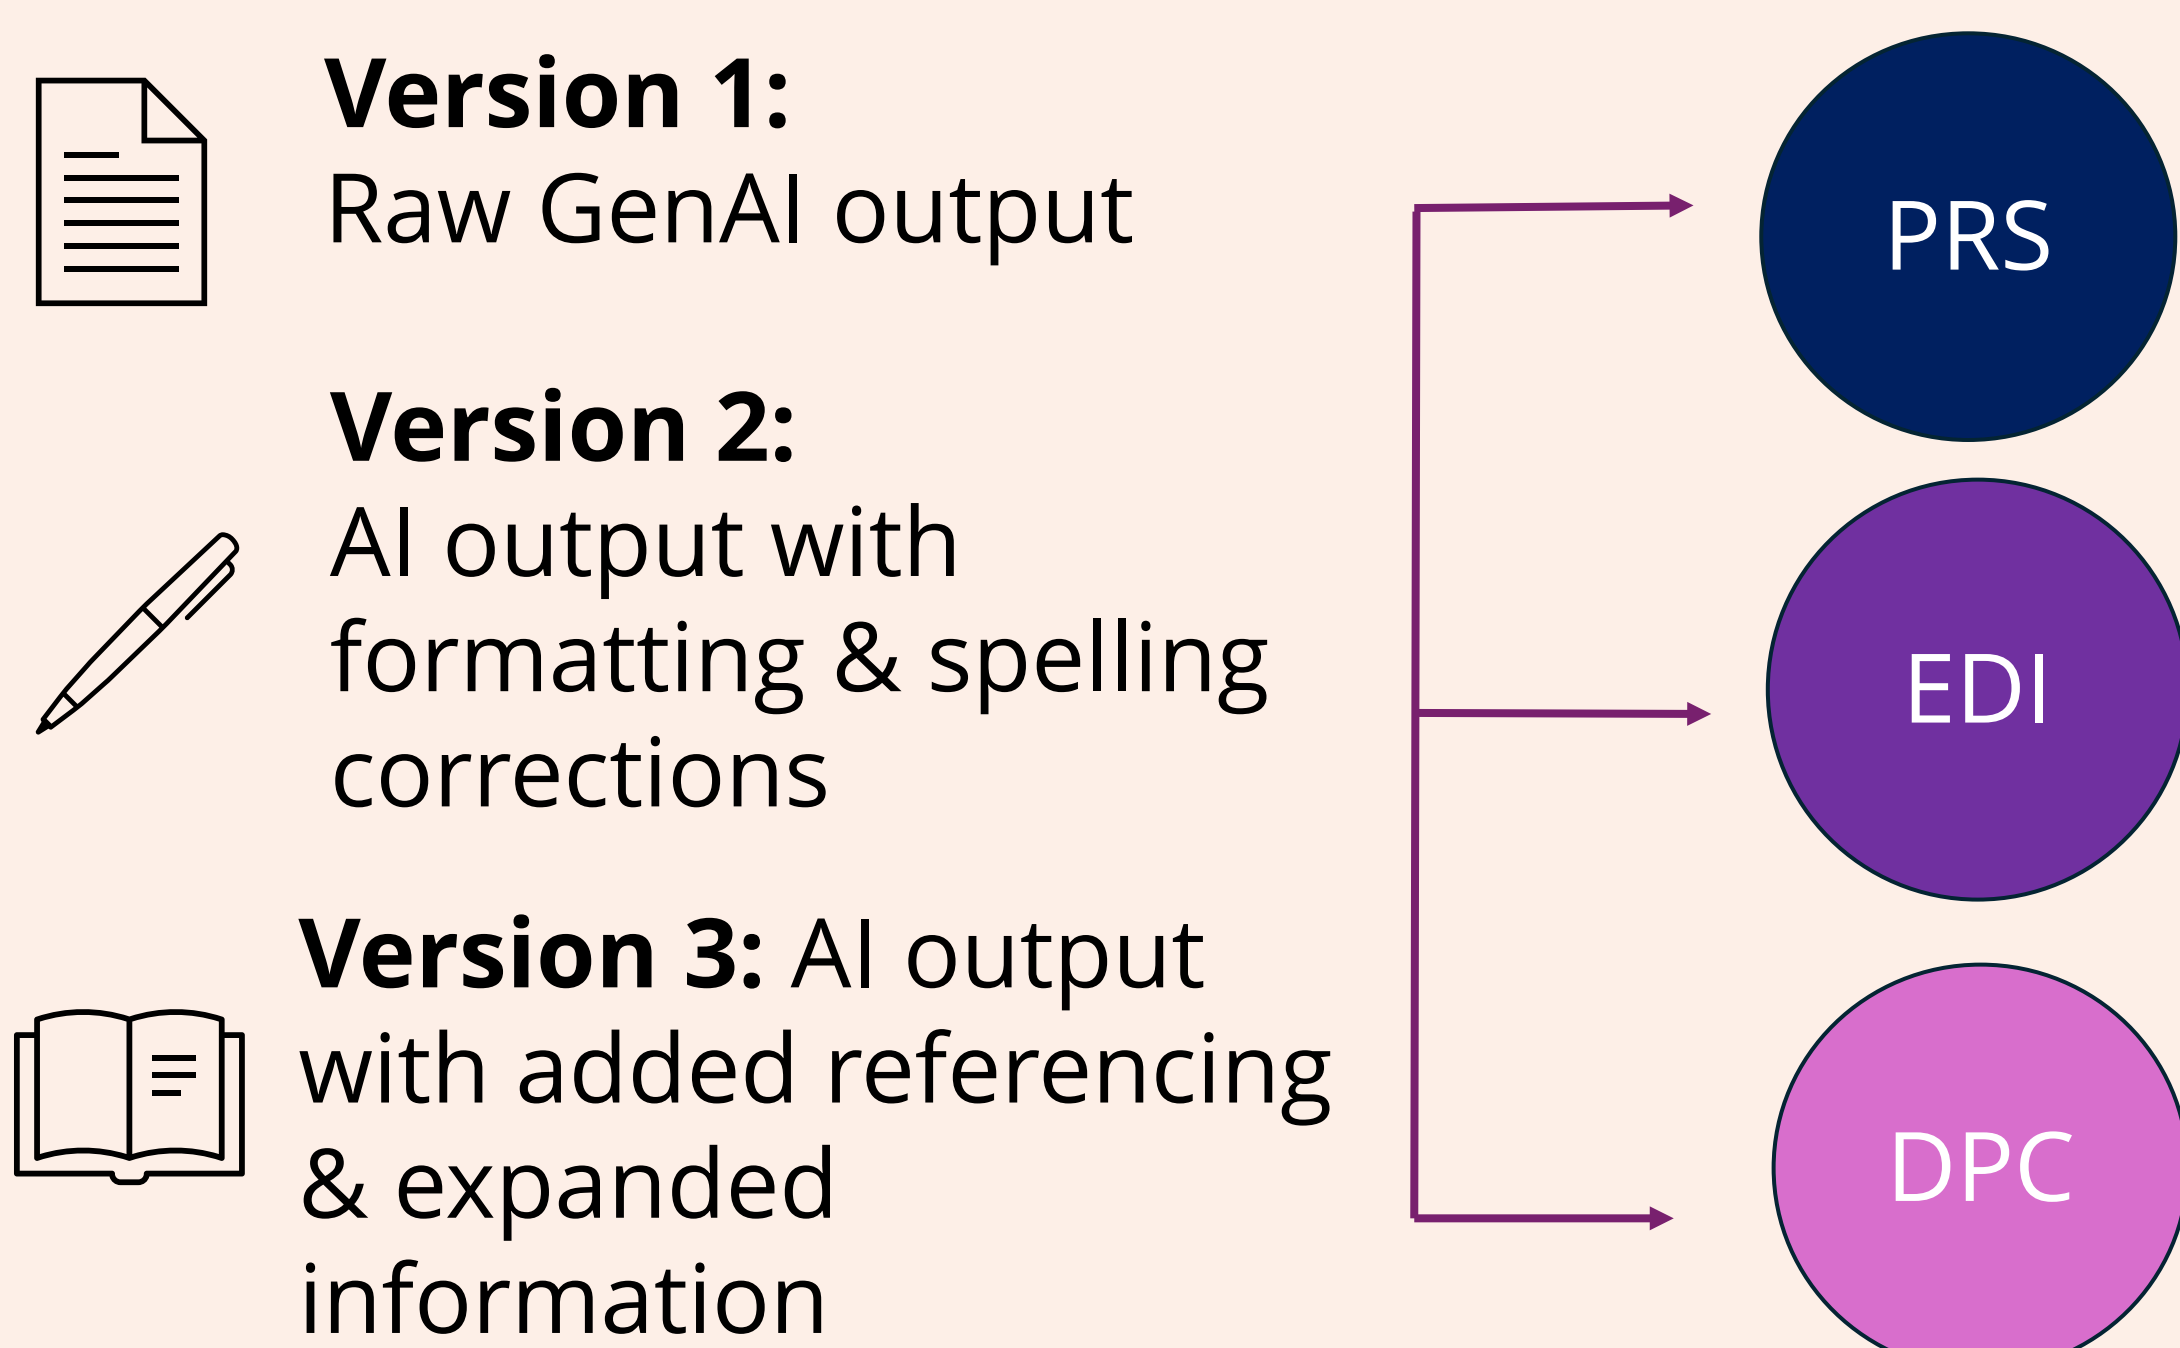 Version 1:
Raw GenAI output
Version 2:
AI output with
formatting & spelling
corrections
Version 3: AI output
with added referencing
& expanded
information
PRS
EDI
DPC